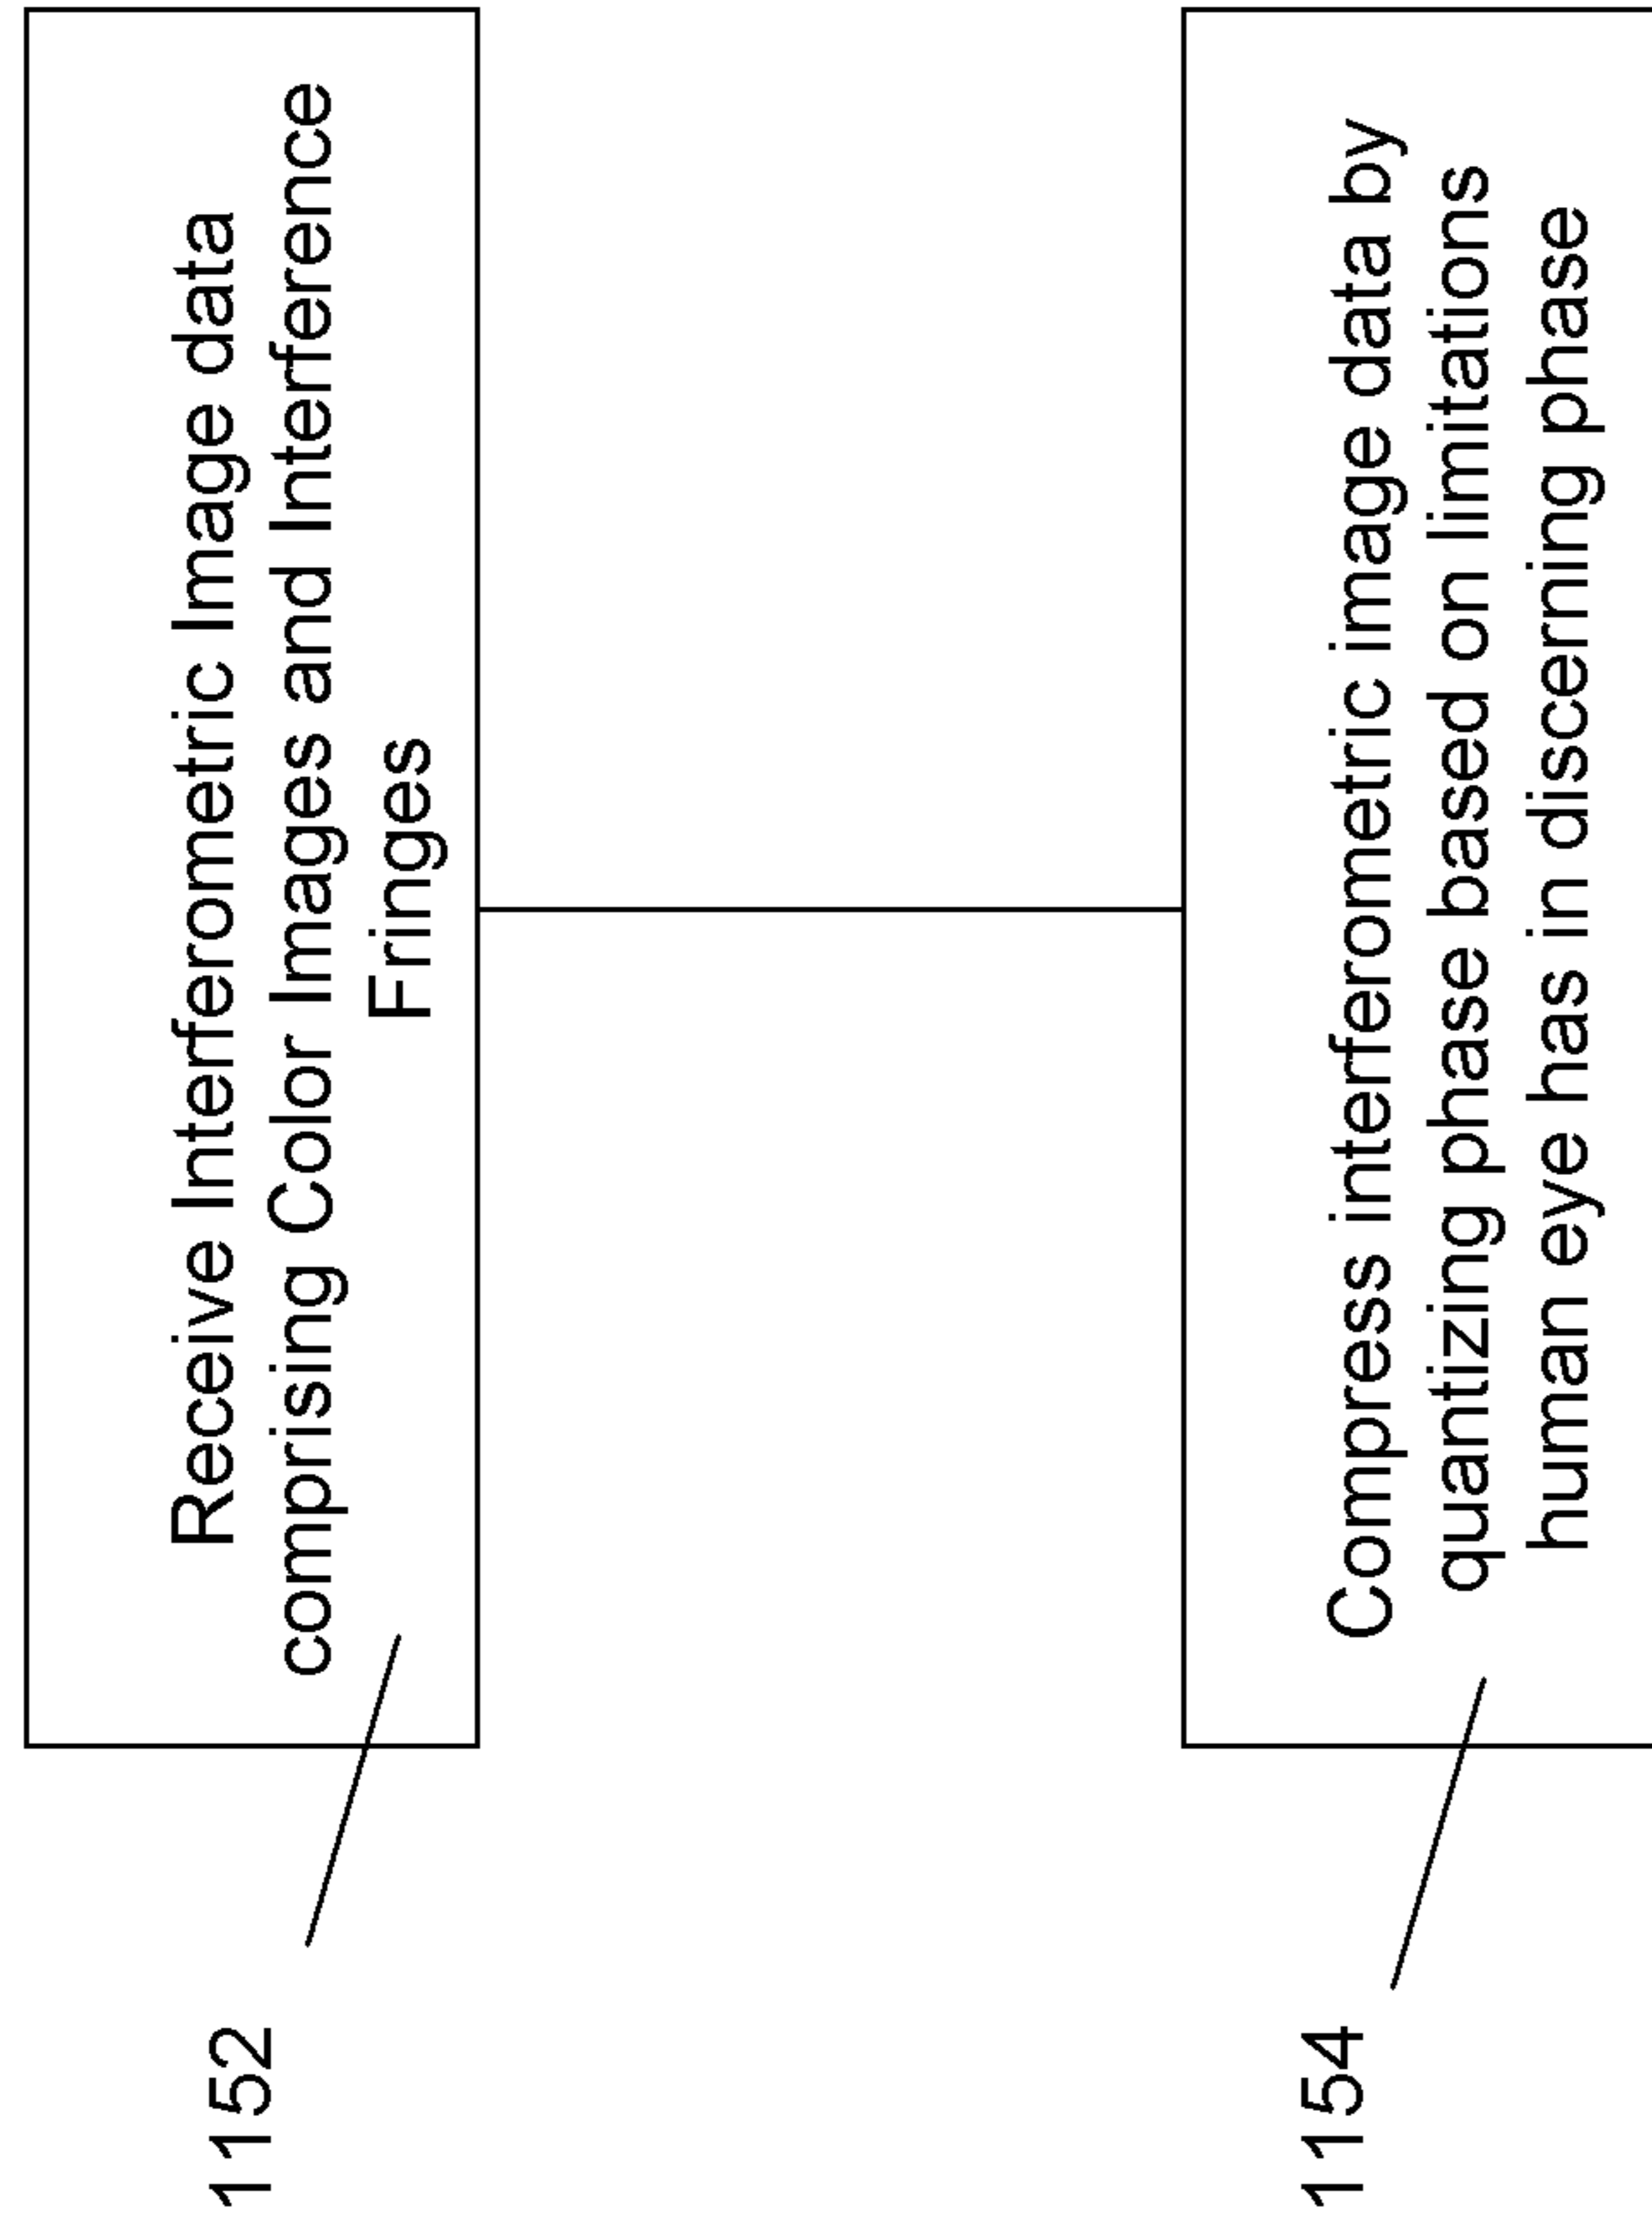 1152
Receive Interferometric Image data
comprising Color Images and Interference
Fringes
1154
Compress interferometric image data by
quantizing phase based on limitations
human eye has in discerning phase